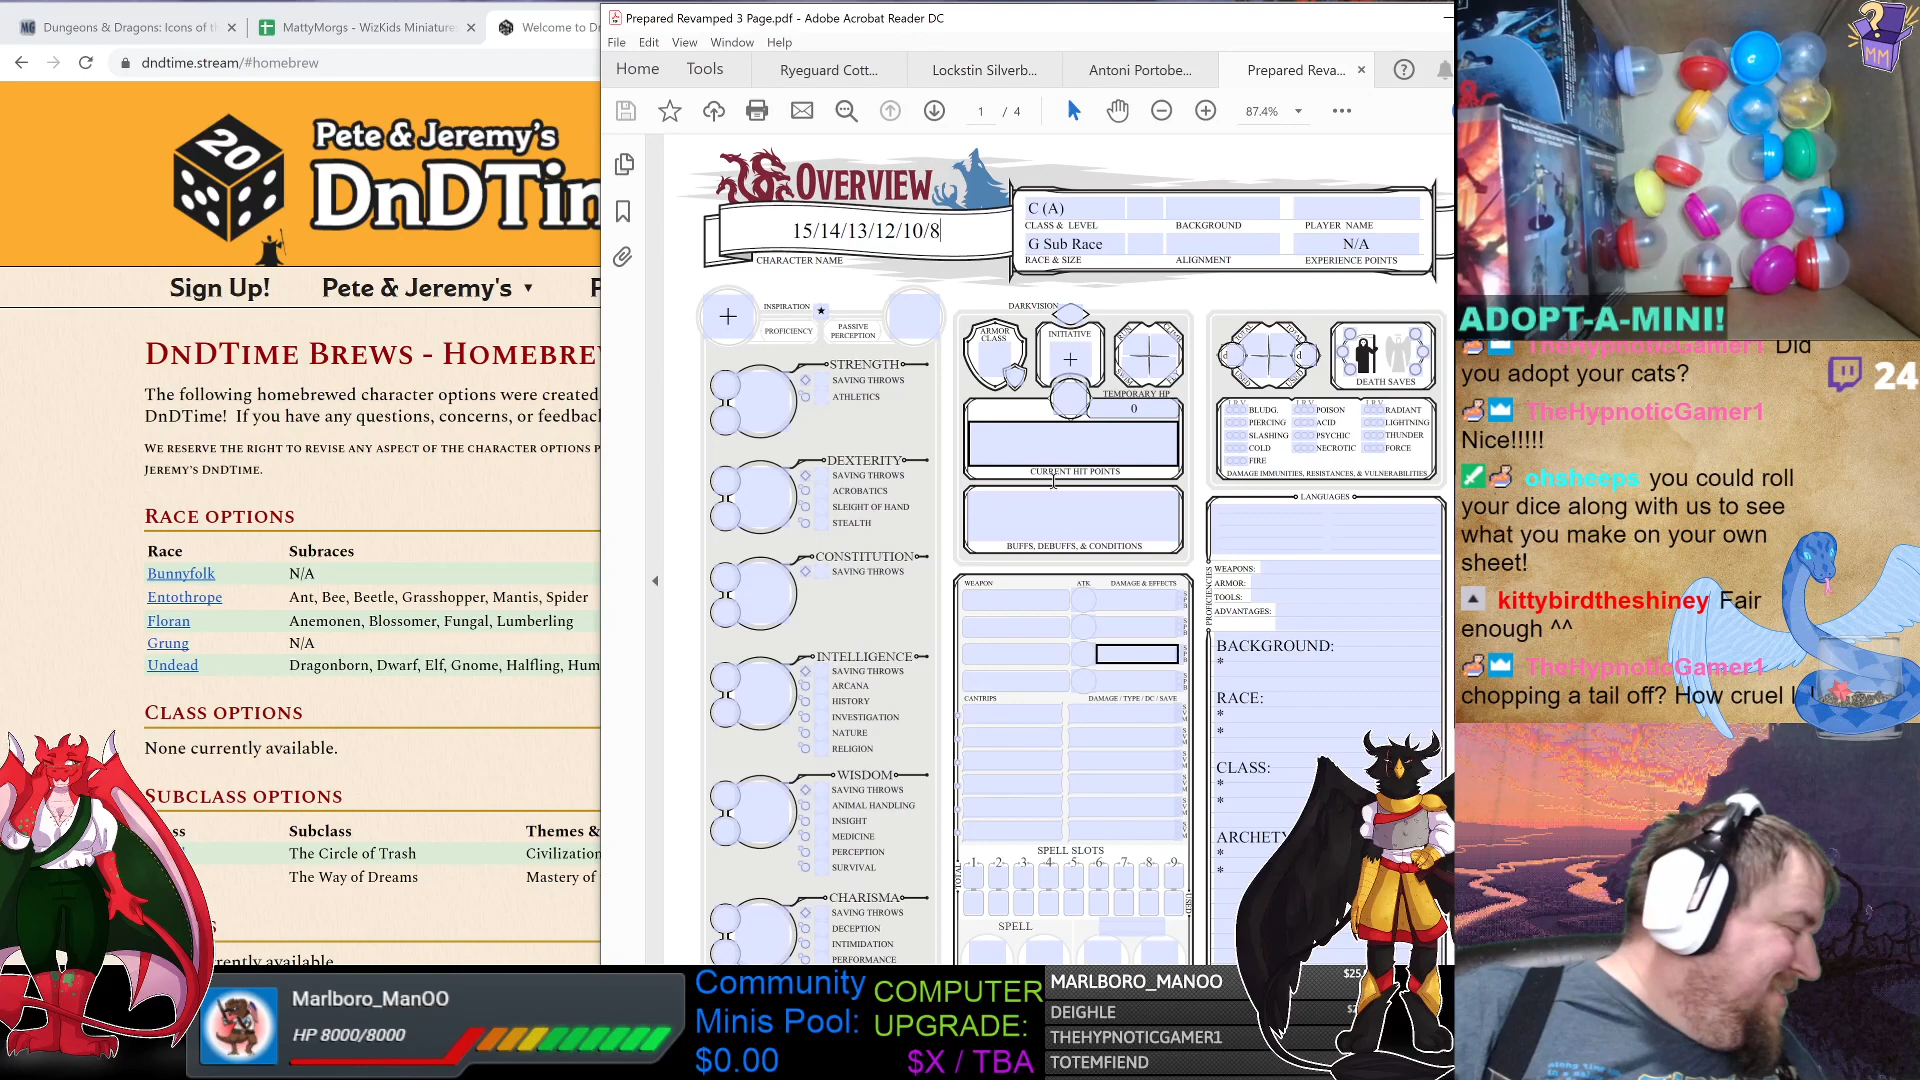 Dungeons & Dragons: Icons of t
MattyMorgs - WizKids Miniature
Welcome to D
dndtime.stream/#homebrew
20
Pete & Jeremy's
DnDTim
Sign Up!
Pete & Jeremy's
DnDTime Brews - Homebre
The following homebrewed character options were created
DnDTime! If you have any questions, concerns, or feedbac
We reserve the right to revise any aspect of the character options p
Jeremy's DnDTime.
Race Options
Race Subraces
Bunnyfolk N/A
Entothrope Ant, Bee, Beetle, Grasshopper, Mantis, Spider
Floran Anemonen, Blossomer, Fungal, Lumberling
Grung N/A
Undead Dragonborn, Dwarf, Elf, Gnome, Halfling, Hum
Class Options
None currently available.
Subclass Options
ss Subclass Themes &
The Circle of Trash Civilization
The Way of Dreams Mastery of
rently available
Prepared Revamped 3 Page.pdf - Adobe Acrobat Reader DC
File Edit View Window Help
Home Tools Ryeguard Cott... Lockstin Silverb... Antoni Portobe... Prepared Reva...
1 / 4 87.4%
Overview
15/14/13/12/10/8
CHARACTER NAME
C (A)
CLASS & LEVEL BACKGROUND PLAYER NAME
G Sub Race N/A
RACE & SIZE ALIGNMENT EXPERIENCE POINTS
INSPIRATION
PROFICIENCY
PASSIVE PERCEPTION
STRENGTH
SAVING THROWS
ATHLETICS
DEXTERITY
SAVING THROWS
ACROBATICS
SLEIGHT OF HAND
STEALTH
CONSTITUTION
SAVING THROWS
INTELLIGENCE
SAVING THROWS
ARCANA
HISTORY
INVESTIGATION
NATURE
RELIGION
WISDOM
SAVING THROWS
ANIMAL HANDLING
INSIGHT
MEDICINE
PERCEPTION
SURVIVAL
CHARISMA
SAVING THROWS
DECEPTION
INTIMIDATION
PERFORMANCE
DARKVISION
ARMOR CLASS
INITIATIVE
TEMPORARY HP
0
CURRENT HIT POINTS
BUFFS, DEBUFFS, & CONDITIONS
WEAPON ATK DAMAGE & EFFECTS
CANTRIPS DAMAGE / TYPE / DC / SAVE
SPELL SLOTS
-1- -2- -3- -4- -5- -6- -7- -8- -9-
TOTAL
USED
SPELL
DEATH SAVES
BLUDG. POISON RADIANT
PIERCING ACID LIGHTNING
SLASHING PSYCHIC THUNDER
COLD NECROTIC FORCE
FIRE
DAMAGE IMMUNITIES, RESISTANCES, & VULNERABILITIES
LANGUAGES
PROFICIENCIES
WEAPONS:
ARMOR:
TOOLS:
ADVANTAGES:
BACKGROUND:
*
RACE:
*
*
CLASS:
*
*
ARCHETY
*
*
MM
ADOPT-A-MINI!
24
TheHypnoticGamer1 Did
you adopt your cats?
TheHypnoticGamer1
Nice!!!!!
ohsheeps you could roll
your dice along with us to see
what you make on your own
sheet!
kittybirdtheshiney Fair
enough ^^
TheHypnoticGamer1
chopping a tail off? How cruel
Marlboro_ManOO
HP 8000/8000
Community
Minis Pool:
$0.00
COMPUTER
UPGRADE:
$X / TBA
MARLBORO_MANOO $25
DEIGHLE
THEHYPNOTICGAMER1
TOTEMFIEND